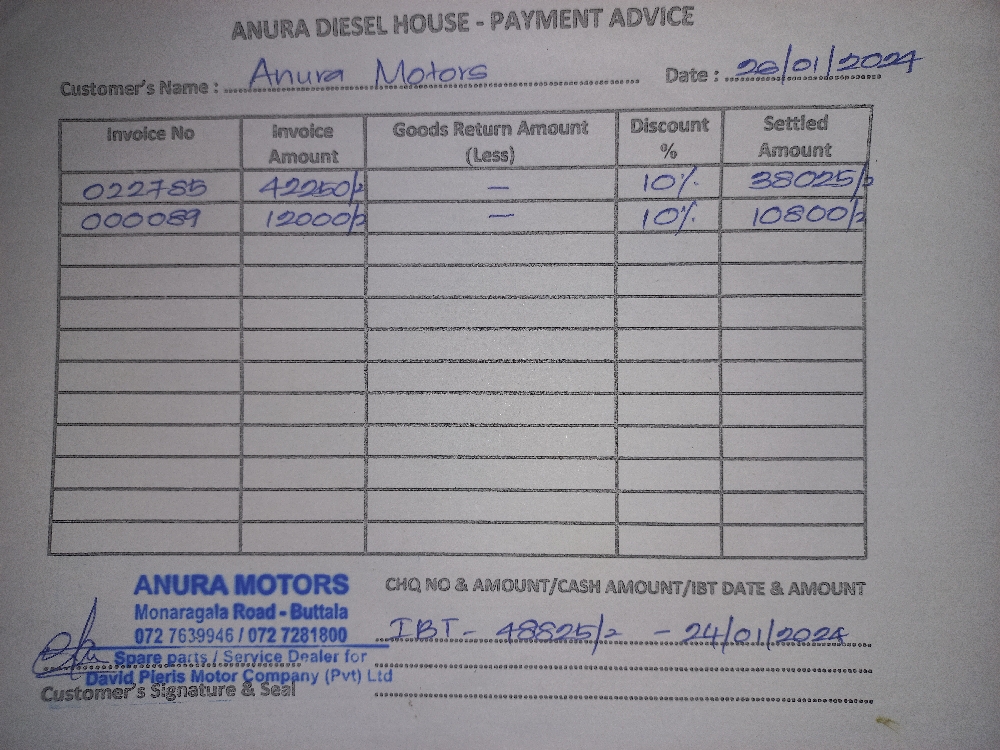 ANURA DIESEL HOUSE - PAYMENT ADVICE
Customer's Name : Anura Motors Date : 26/01/2024
Invoice No Invoice Amount Goods Return Amount (Less) Discount % Settled Amount
022785 42250/= — 10% 38025/=
000089 12000/= — 10% 10800/=
ANURA MOTORS
Monaragala Road - Buttala
072 7639946 / 072 7281800
Spare parts / Service Dealer for
David Pieris Motor Company (Pvt) Ltd
Customer's Signature & Seal
CHQ NO & AMOUNT/CASH AMOUNT/IBT DATE & AMOUNT
IBT - 48825/= - 24/01/2024